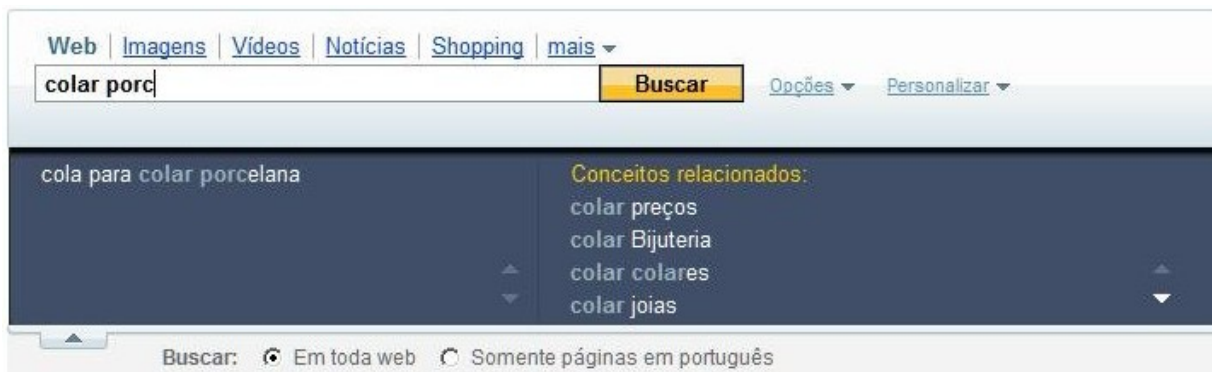 Web | Imagens | Vídeos | Notícias | Shopping | mais
colar porc Buscar Opções Personalizar
cola para colar porcelana
Conceitos relacionados:
colar preços
colar Bijuteria
colar colares
colar joias
Buscar: Em toda web Somente páginas em português